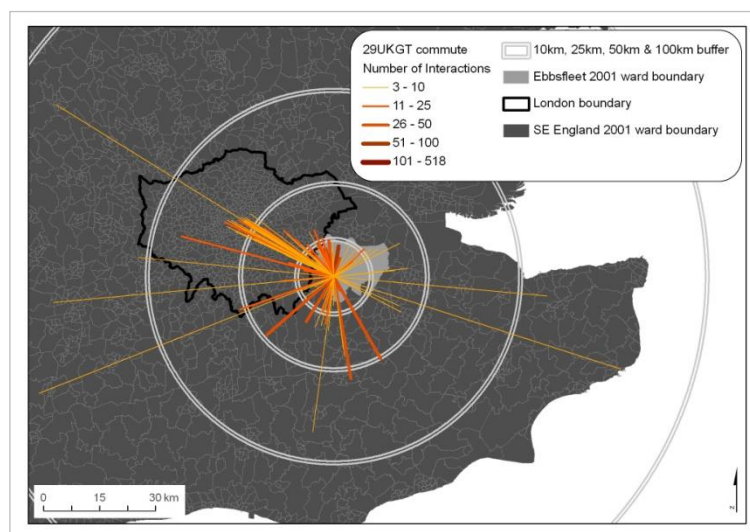 29UKGT commute
Number of Interactions
3 - 10
11 - 25
26 - 50
51 - 100
101 - 518
10km, 25km, 50km & 100km buffer
Ebbsfleet 2001 ward boundary
London boundary
SE England 2001 ward boundary
0 15 30 km
z